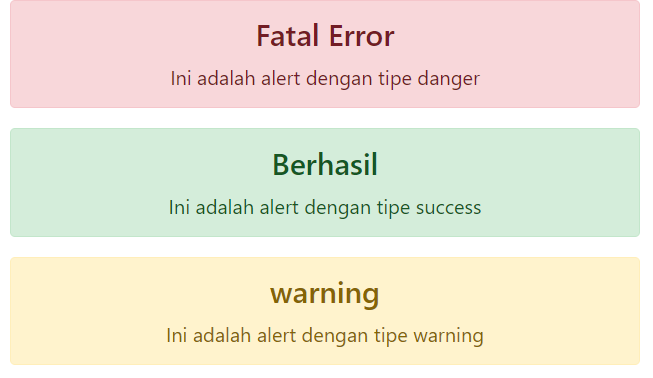 Fatal Error
Ini adalah alert dengan tipe danger
Berhasil
Ini adalah alert dengan tipe success
warning
Ini adalah alert dengan tipe warning